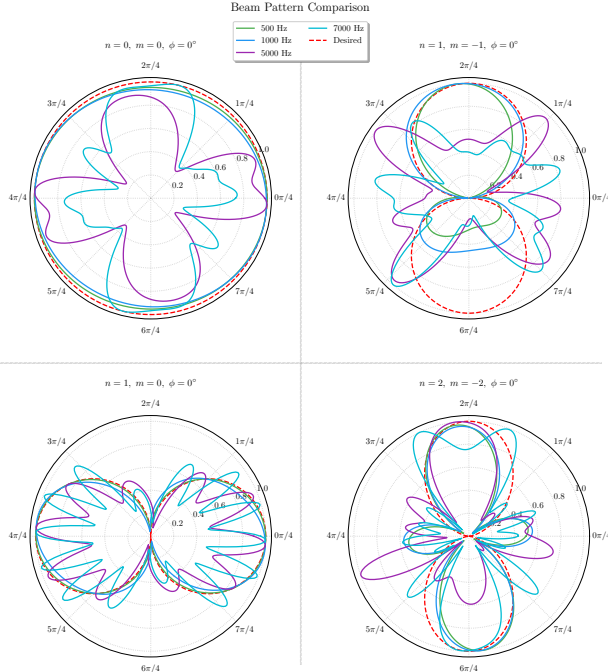 Beam Pattern Comparison
500 Hz
1000 Hz
5000 Hz
7000 Hz
Desired
n = 0, m = 0, ϕ = 0°
2π/4
3π/4
1π/4
4π/4
0π/4
5π/4
7π/4
6π/4
0.2
0.4
0.6
0.8
1.0
n = 1, m = −1, ϕ = 0°
2π/4
3π/4
1π/4
4π/4
0π/4
5π/4
7π/4
6π/4
0.2
0.4
0.6
0.8
1.0
n = 1, m = 0, ϕ = 0°
2π/4
3π/4
1π/4
4π/4
0π/4
5π/4
7π/4
6π/4
0.2
0.4
0.6
0.8
1.0
n = 2, m = −2, ϕ = 0°
2π/4
3π/4
1π/4
4π/4
0π/4
5π/4
7π/4
6π/4
0.2
0.4
0.6
0.8
1.0